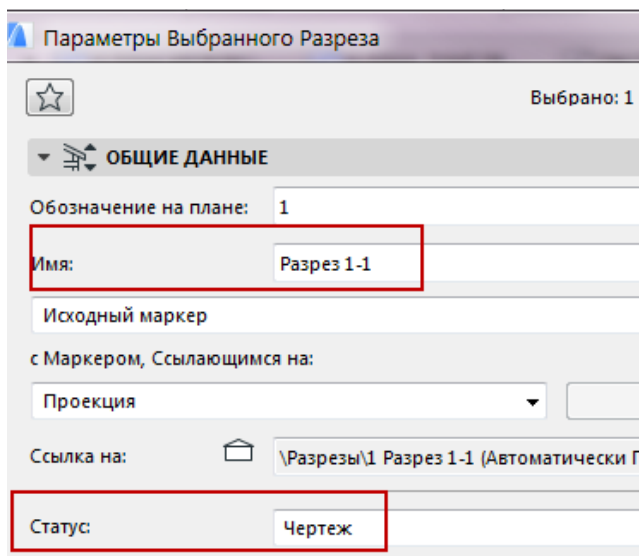 Параметры Выбранного Разреза
Выбрано: 1
ОБЩИЕ ДАННЫЕ
Обозначение на плане: 1
Имя: Разрез 1-1
Исходный маркер
с Маркером, Ссылающимся на:
Проекция
Ссылка на: \Разрезы\1 Разрез 1-1 (Автоматически
Статус: Чертеж